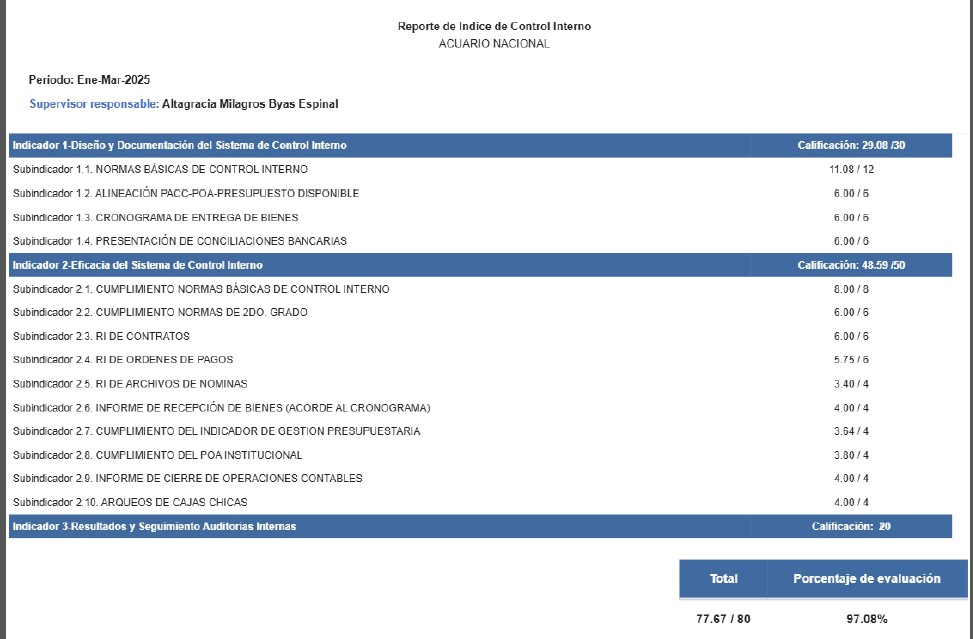 Reporte de Indice de Control Interno
ACUARIO NACIONAL
Período: Ene-Mar-2025
Supervisor responsable: Altagracia Milagros Byas Espinal
Indicador 1-Diseño y Documentación del Sistema de Control Interno Calificación: 29.08 /30
Subindicador 1.1. NORMAS BÁSICAS DE CONTROL INTERNO 11.08 / 12
Subindicador 1.2. ALINEACIÓN PACC-POA-PRESUPUESTO DISPONIBLE 6.00 / 6
Subindicador 1.3. CRONOGRAMA DE ENTREGA DE BIENES 6.00 / 6
Subindicador 1.4. PRESENTACIÓN DE CONCILIACIONES BANCARIAS 6.00 / 6
Indicador 2-Eficacia del Sistema de Control Interno Calificación: 48.59 /50
Subindicador 2.1. CUMPLIMIENTO NORMAS BÁSICAS DE CONTROL INTERNO 8.00 / 8
Subindicador 2.2. CUMPLIMIENTO NORMAS DE 2DO. GRADO 6.00 / 6
Subindicador 2.3. RI DE CONTRATOS 6.00 / 6
Subindicador 2.4. RI DE ORDENES DE PAGOS 5.75 / 6
Subindicador 2.5. RI DE ARCHIVOS DE NOMINAS 3.40 / 4
Subindicador 2.6. INFORME DE RECEPCIÓN DE BIENES (ACORDE AL CRONOGRAMA) 4.00 / 4
Subindicador 2.7. CUMPLIMIENTO DEL INDICADOR DE GESTION PRESUPUESTARIA 3.64 / 4
Subindicador 2.8. CUMPLIMIENTO DEL POA INSTITUCIONAL 3.80 / 4
Subindicador 2.9. INFORME DE CIERRE DE OPERACIONES CONTABLES 4.00 / 4
Subindicador 2.10. ARQUEOS DE CAJAS CHICAS 4.00 / 4
Indicador 3-Resultados y Seguimiento Auditorias Internas Calificación: 20
Total Porcentaje de evaluación
77.67 / 80 97.08%